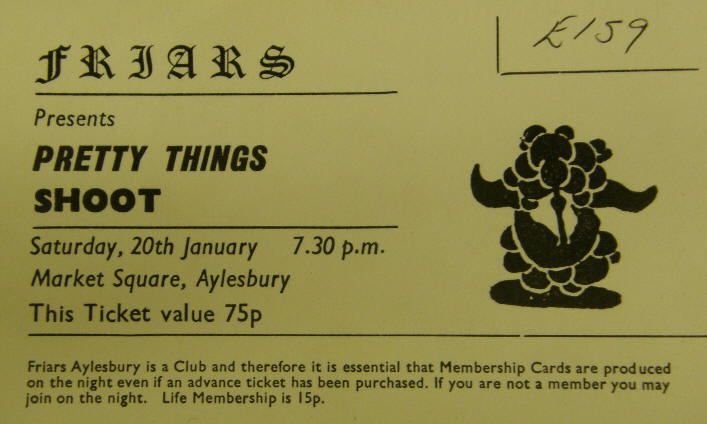 E159
FRIARS
Presents
PRETTY THINGS
SHOOT
Saturday, 20th January 7.30 p.m.
Market Square, Aylesbury
This Ticket value 75p
Friars Aylesbury is a Club and therefore it is essential that Membership Cards are produced
on the night even if an advance ticket has been purchased. If you are not a member you may
join on the night. Life Membership is 15p.